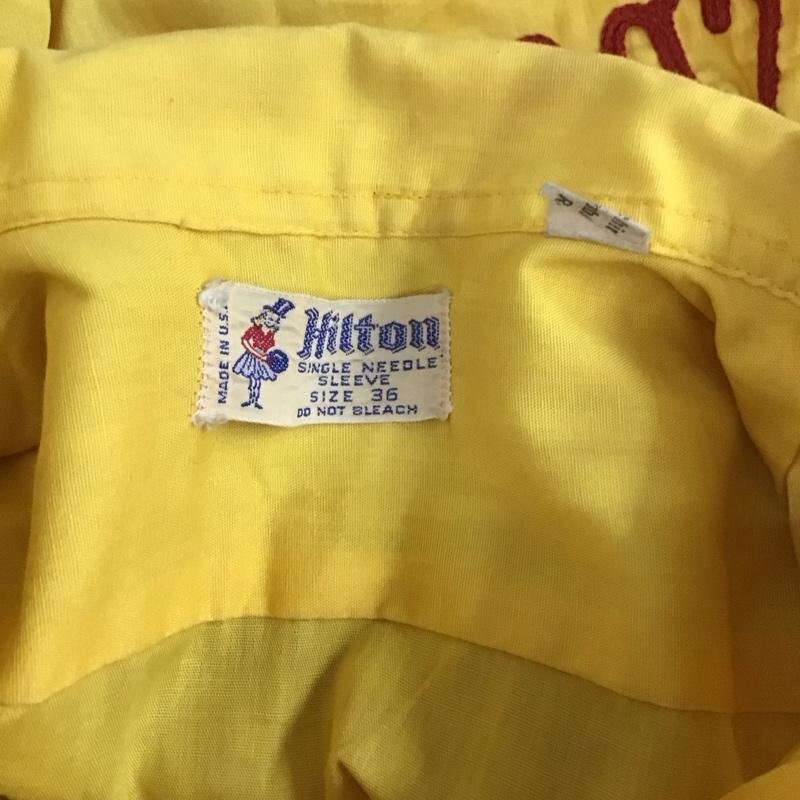 MADE IN U.S.A.
Hilton
SINGLE NEEDLE
SLEEVE
SIZE 36
DO NOT BLEACH